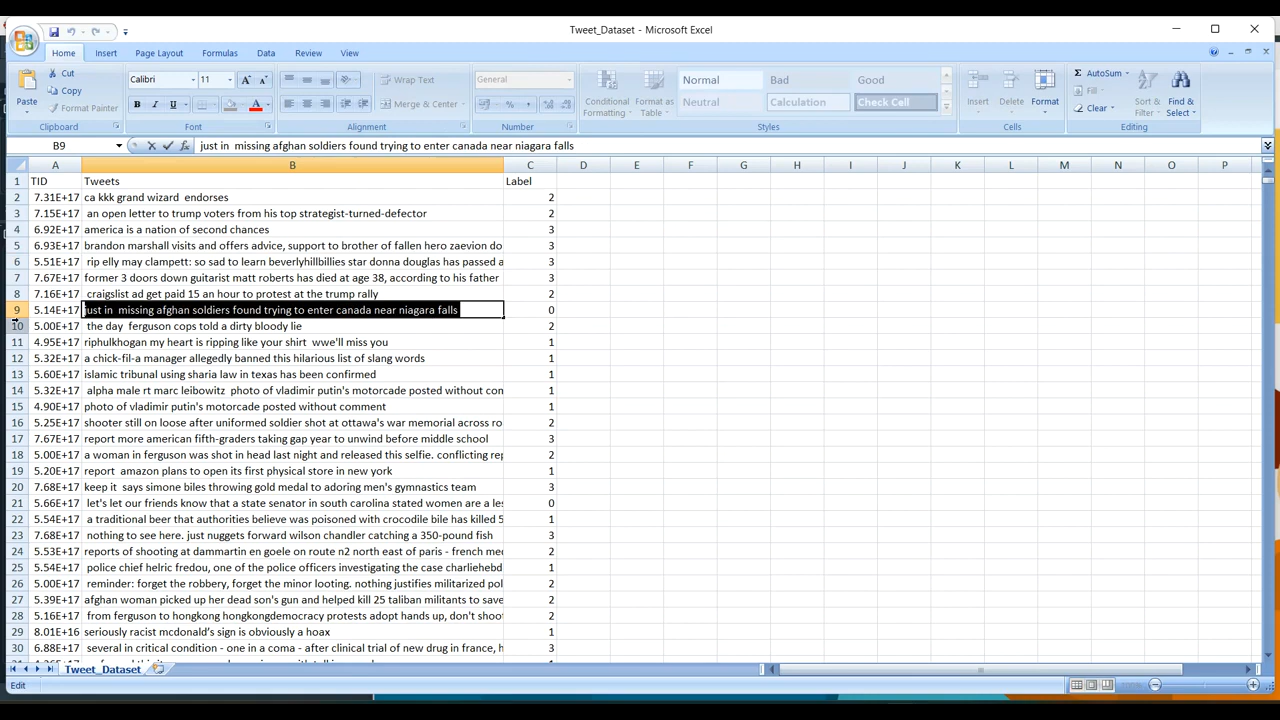 Tweet_Dataset - Microsoft Excel
Home Insert Page Layout Formulas Data Review View
Cut
Copy
Format Painter
Paste
Clipboard
Calibri 11
B I U
Font
Wrap Text
Merge & Center
Alignment
General
Number
Conditional Formatting
Format as Table
Normal Bad Good
Neutral Calculation Check Cell
Styles
Insert Delete Format
Cells
AutoSum
Fill
Clear
Sort & Filter
Find & Select
Editing
B9 just in  missing afghan soldiers found trying to enter canada near niagara falls
A B C D E F G H I J K L M N O P
1 TID Tweets Label
2 7.31E+17 ca kkk grand wizard  endorses 2
3 7.15E+17 an open letter to trump voters from his top strategist-turned-defector 2
4 6.92E+17 america is a nation of second chances 3
5 6.93E+17 brandon marshall visits and offers advice, support to brother of fallen hero zaevion do 3
6 5.51E+17 rip elly may clampett: so sad to learn beverlyhillbillies star donna douglas has passed a 3
7 7.67E+17 former 3 doors down guitarist matt roberts has died at age 38, according to his father 3
8 7.16E+17 craigslist ad get paid 15 an hour to protest at the trump rally 2
9 5.14E+17 just in  missing afghan soldiers found trying to enter canada near niagara falls 0
10 5.00E+17 the day  ferguson cops told a dirty bloody lie 2
11 4.95E+17 riphulkhogan my heart is ripping like your shirt  wwe'll miss you 1
12 5.32E+17 a chick-fil-a manager allegedly banned this hilarious list of slang words 1
13 5.60E+17 islamic tribunal using sharia law in texas has been confirmed 1
14 5.32E+17 alpha male rt marc leibowitz  photo of vladimir putin's motorcade posted without con 1
15 4.90E+17 photo of vladimir putin's motorcade posted without comment 1
16 5.25E+17 shooter still on loose after uniformed soldier shot at ottawa's war memorial across ro 2
17 7.67E+17 report more american fifth-graders taking gap year to unwind before middle school 3
18 5.00E+17 a woman in ferguson was shot in head last night and released this selfie. conflicting rep 2
19 5.19E+17 report  amazon plans to open its first physical store in new york 1
20 7.68E+17 keep it  says simone biles throwing gold medal to adoring men's gymnastics team 3
21 5.66E+17 let's let our friends know that a state senator in south carolina stated women are a les 0
22 5.54E+17 a traditional beer that authorities believe was poisoned with crocodile bile has killed 5 1
23 7.68E+17 nothing to see here. just nuggets forward wilson chandler catching a 350-pound fish 3
24 5.53E+17 reports of shooting at dammartin en goele on route n2 north east of paris - french med 2
25 5.54E+17 police chief helric fredou, one of the police officers investigating the case charliehebd 1
26 5.00E+17 reminder: forget the robbery, forget the minor looting. nothing justifies militarized pol 2
27 5.39E+17 afghan woman picked up her dead son's gun and helped kill 25 taliban militants to save 2
28 5.16E+17 from ferguson to hongkong hongkongdemocracy protests adopt hands up, don't shoot 2
29 8.01E+16 seriously racist mcdonald's sign is obviously a hoax 1
30 6.88E+17 several in critical condition - one in a coma - after clinical trial of new drug in france, h 3
Tweet_Dataset
Edit